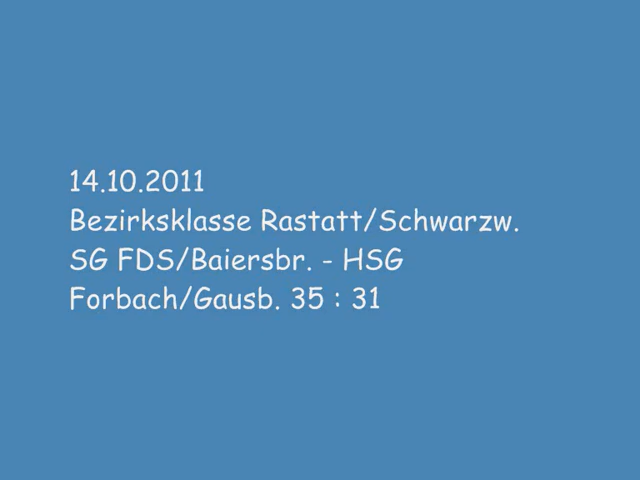 14.10.2011
Bezirksklasse Rastatt/Schwarzw.
SG FDS/Baiersbr. - HSG
Forbach/Gausb. 35 : 31